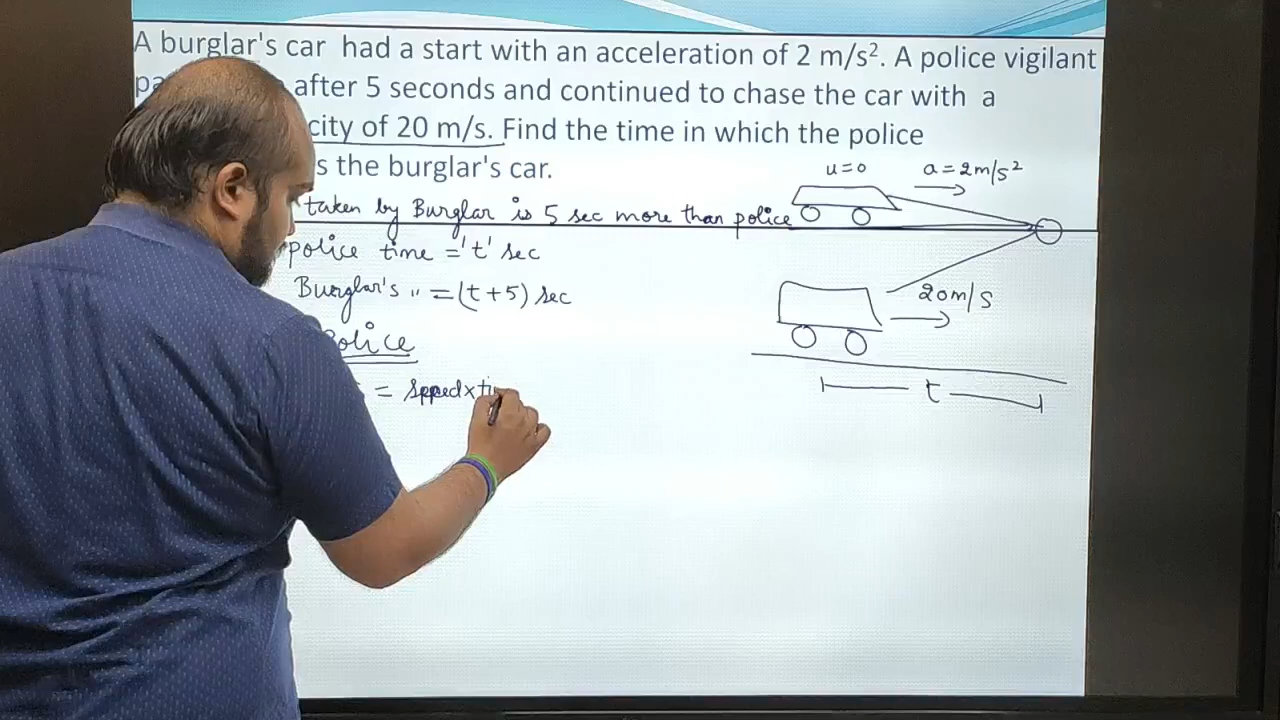 A burglar's car had a start with an acceleration of 2 m/s². A police vigilant
after 5 seconds and continued to chase the car with a
city of 20 m/s. Find the time in which the police
s the burglar's car.
u=0
a=2m/s²
taken by Burglar is 5 sec more than police
police time = 't' sec
Burglar's " = (t+5) sec
20m/s
olice
= spped×ti
t